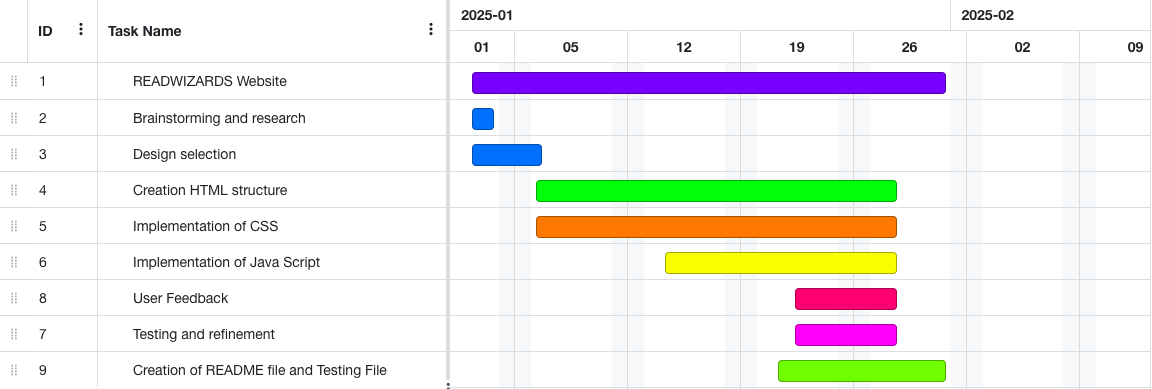 ID Task Name 2025-01 2025-02
01 05 12 19 26 02 09
1 READWIZARDS Website
2 Brainstorming and research
3 Design selection
4 Creation HTML structure
5 Implementation of CSS
6 Implementation of Java Script
8 User Feedback
7 Testing and refinement
9 Creation of README file and Testing File